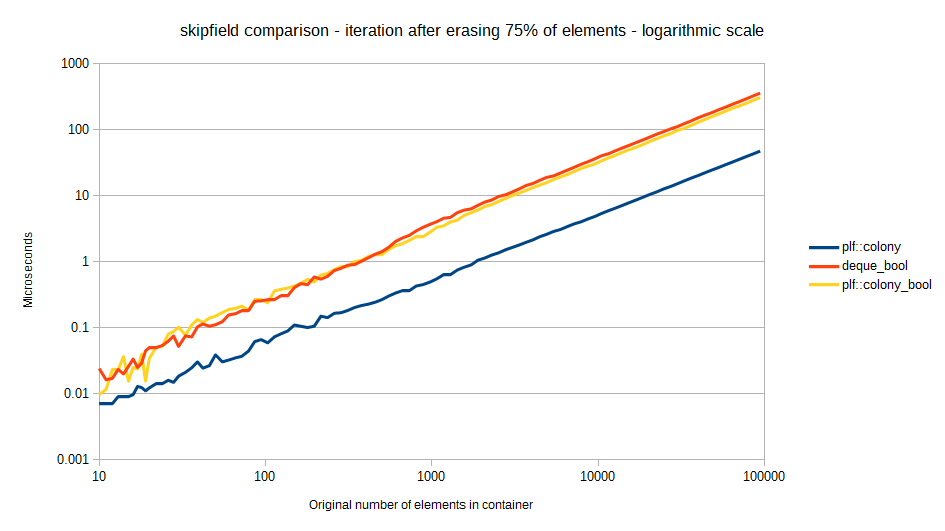 skipfield comparison - iteration after erasing 75% of elements - logarithmic scale
1000
100
10
1
0.1
0.01
0.001
Microseconds
10
100
1000
10000
100000
Original number of elements in container
plf::colony
deque_bool
plf::colony_bool